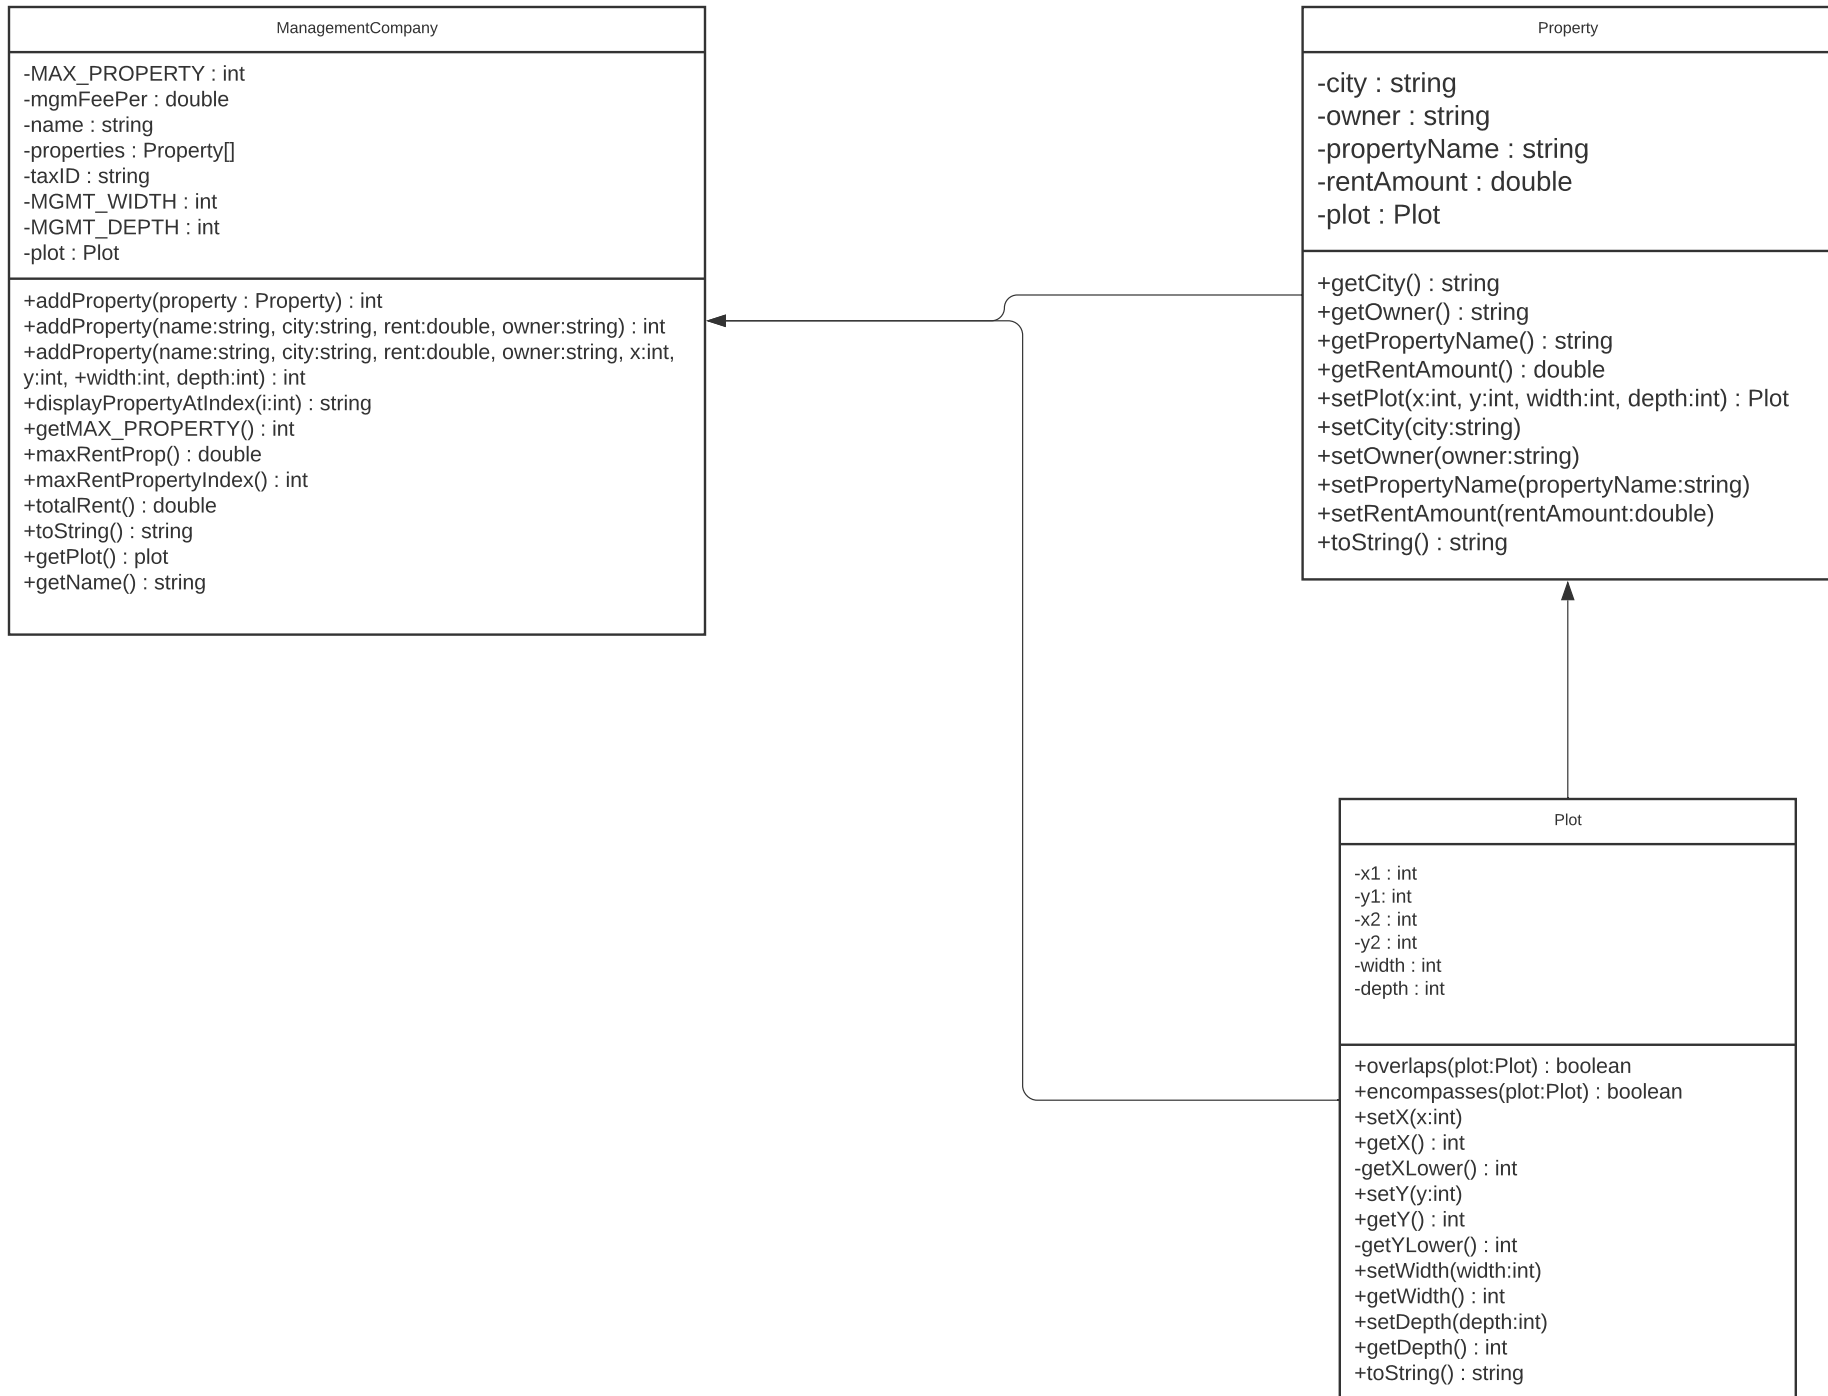 ManagementCompany
-MAX_PROPERTY : int
-mgmFeePer : double
-name : string
-properties : Property[]
-taxID : string
-MGMT_WIDTH : int
-MGMT_DEPTH : int
-plot : Plot
+addProperty(property : Property) : int
+addProperty(name:string, city:string, rent:double, owner:string) : int
+addProperty(name:string, city:string, rent:double, owner:string, x:int,
y:int, +width:int, depth:int) : int
+displayPropertyAtIndex(i:int) : string
+getMAX_PROPERTY() : int
+maxRentProp() : double
+maxRentPropertyIndex() : int
+totalRent() : double
+toString() : string
+getPlot() : plot
+getName() : string
Property
-city : string
-owner : string
-propertyName : string
-rentAmount : double
-plot : Plot
+getCity() : string
+getOwner() : string
+getPropertyName() : string
+getRentAmount() : double
+setPlot(x:int, y:int, width:int, depth:int) : Plot
+setCity(city:string)
+setOwner(owner:string)
+setPropertyName(propertyName:string)
+setRentAmount(rentAmount:double)
+toString() : string
Plot
-x1 : int
-y1: int
-x2 : int
-y2 : int
-width : int
-depth : int
+overlaps(plot:Plot) : boolean
+encompasses(plot:Plot) : boolean
+setX(x:int)
+getX() : int
-getXLower() : int
+setY(y:int)
+getY() : int
-getYLower() : int
+setWidth(width:int)
+getWidth() : int
+setDepth(depth:int)
+getDepth() : int
+toString() : string